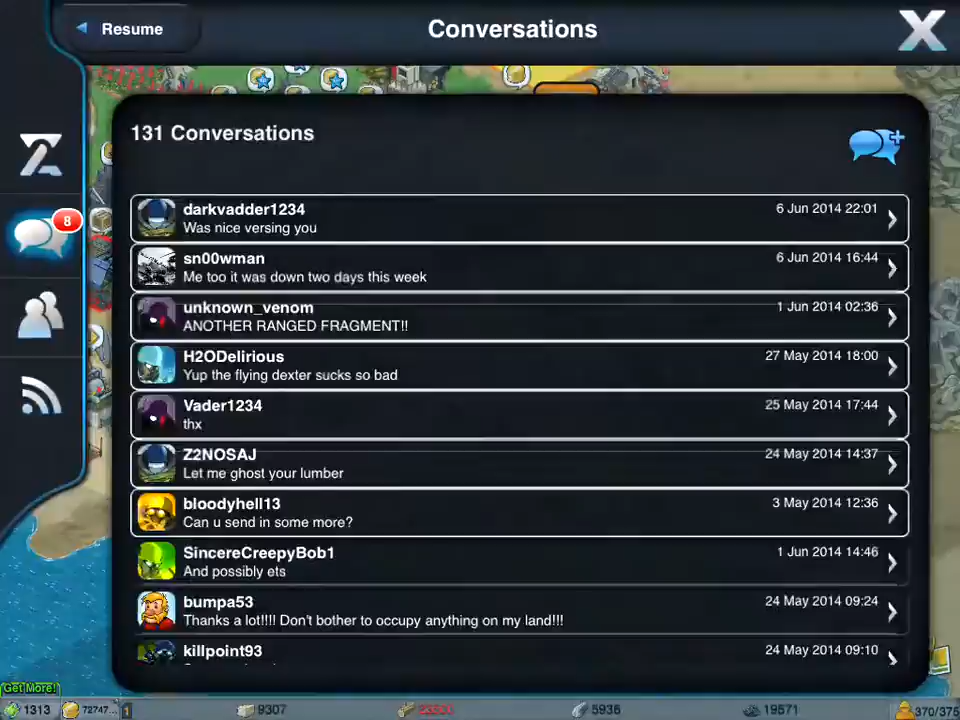 Resume
Conversations
X
Z
8
131 Conversations
darkvadder1234
6 Jun 2014 22:01
Was nice versing you
sn00wman
6 Jun 2014 16:44
Me too it was down two days this week
unknown_venom
1 Jun 2014 02:36
ANOTHER RANGED FRAGMENT!!
H2ODelirious
27 May 2014 18:00
Yup the flying dexter sucks so bad
Vader1234
25 May 2014 17:44
thx
Z2NOSAJ
24 May 2014 14:37
Let me ghost your lumber
bloodyhell13
3 May 2014 12:36
Can u send in some more?
SincereCreepyBob1
1 Jun 2014 14:46
And possibly ets
bumpa53
24 May 2014 09:24
Thanks a lot!!!! Don't bother to occupy anything on my land!!!
killpoint93
24 May 2014 09:10
Get More!
1313 72747... 1 9307 5936 19571 370/375